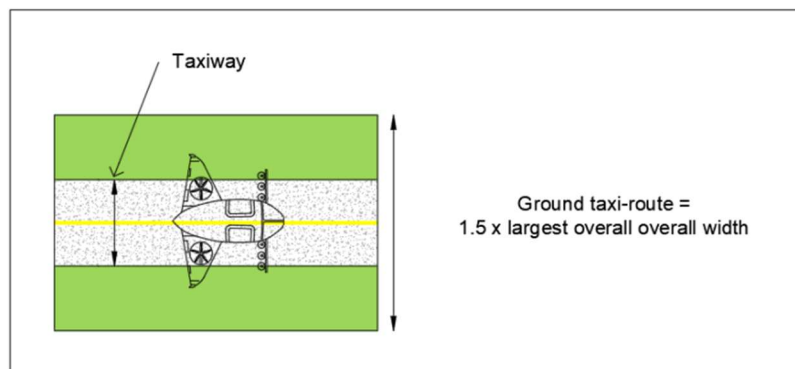 Taxiway
Ground taxi-route =
1.5 x largest overall overall width